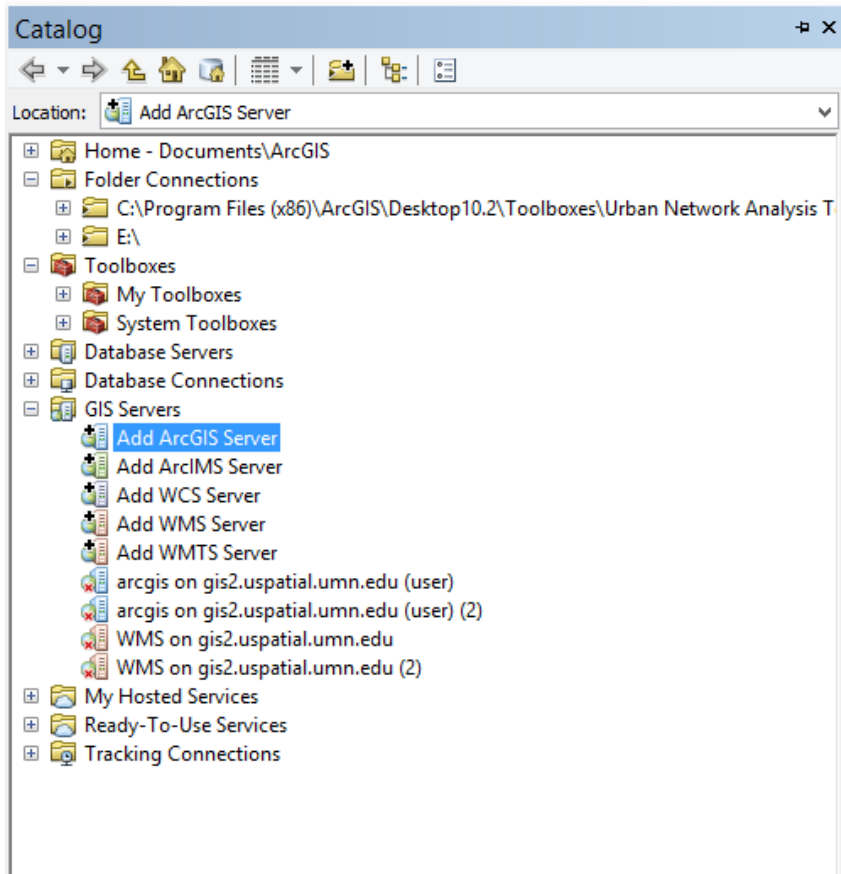 Catalog
Location: Add ArcGIS Server
Home - Documents\ArcGIS
Folder Connections
C:\Program Files (x86)\ArcGIS\Desktop10.2\Toolboxes\Urban Network Analysis T
E:\
Toolboxes
My Toolboxes
System Toolboxes
Database Servers
Database Connections
GIS Servers
Add ArcGIS Server
Add ArcIMS Server
Add WCS Server
Add WMS Server
Add WMTS Server
arcgis on gis2.uspatial.umn.edu (user)
arcgis on gis2.uspatial.umn.edu (user) (2)
WMS on gis2.uspatial.umn.edu
WMS on gis2.uspatial.umn.edu (2)
My Hosted Services
Ready-To-Use Services
Tracking Connections